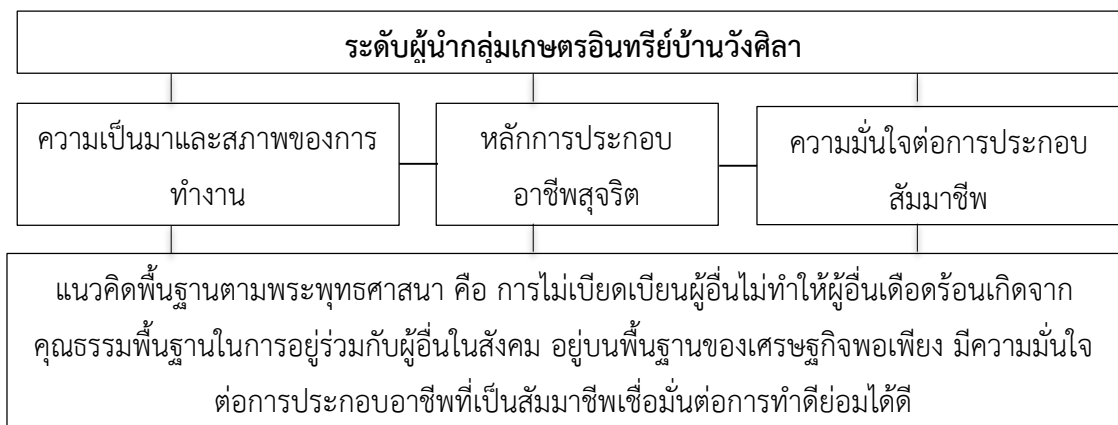 ระดับผู้นำกลุ่มเกษตรอินทรีย์บ้านวังศิลา
ความเป็นมาและสภาพของการ
ทำงาน
หลักการประกอบ
อาชีพสุจริต
ความมั่นใจต่อการประกอบ
สัมมาชีพ
แนวคิดพื้นฐานตามพระพุทธศาสนา คือ การไม่เบียดเบียนผู้อื่นไม่ทำให้ผู้อื่นเดือดร้อนเกิดจาก
คุณธรรมพื้นฐานในการอยู่ร่วมกับผู้อื่นในสังคม อยู่บนพื้นฐานของเศรษฐกิจพอเพียง มีความมั่นใจ
ต่อการประกอบอาชีพที่เป็นสัมมาชีพเชื่อมั่นต่อการทำดีย่อมได้ดี